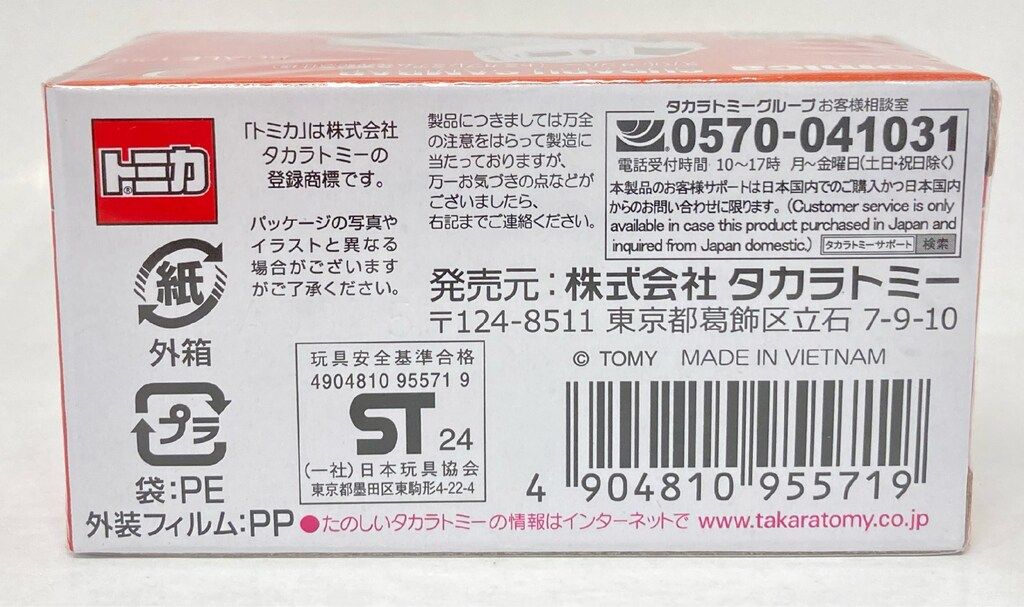 トミカ
「トミカ」は株式会社
タカラトミーの
登録商標です。
パッケージの写真や
イラストと異なる
場合がございます
がご了承ください。
製品につきましては万全
の注意をはらって製造に
当たっておりますが、
万一お気づきの点などが
ございましたら、
右記までご連絡ください。
タカラトミーグループお客様相談室
0570-041031
電話受付時間 10〜17時 月〜金曜日(土日・祝日除く)
本製品のお客様サポートは日本国内でのご購入かつ日本国内
からのお問い合わせに限ります。(Customer service is only
available in case this product purchased in Japan and
inquired from Japan domestic.) タカラトミーサポート 検索
発売元:株式会社 タカラトミー
〒124-8511 東京都葛飾区立石 7-9-10
© TOMY MADE IN VIETNAM
紙
外箱
プラ
袋:PE
外装フィルム:PP
玩具安全基準合格
4904810 95571 9
ST 24
(一社)日本玩具協会
東京都墨田区東駒形4-22-4
4 904810 955719
●たのしいタカラトミーの情報はインターネットで www.takaratomy.co.jp